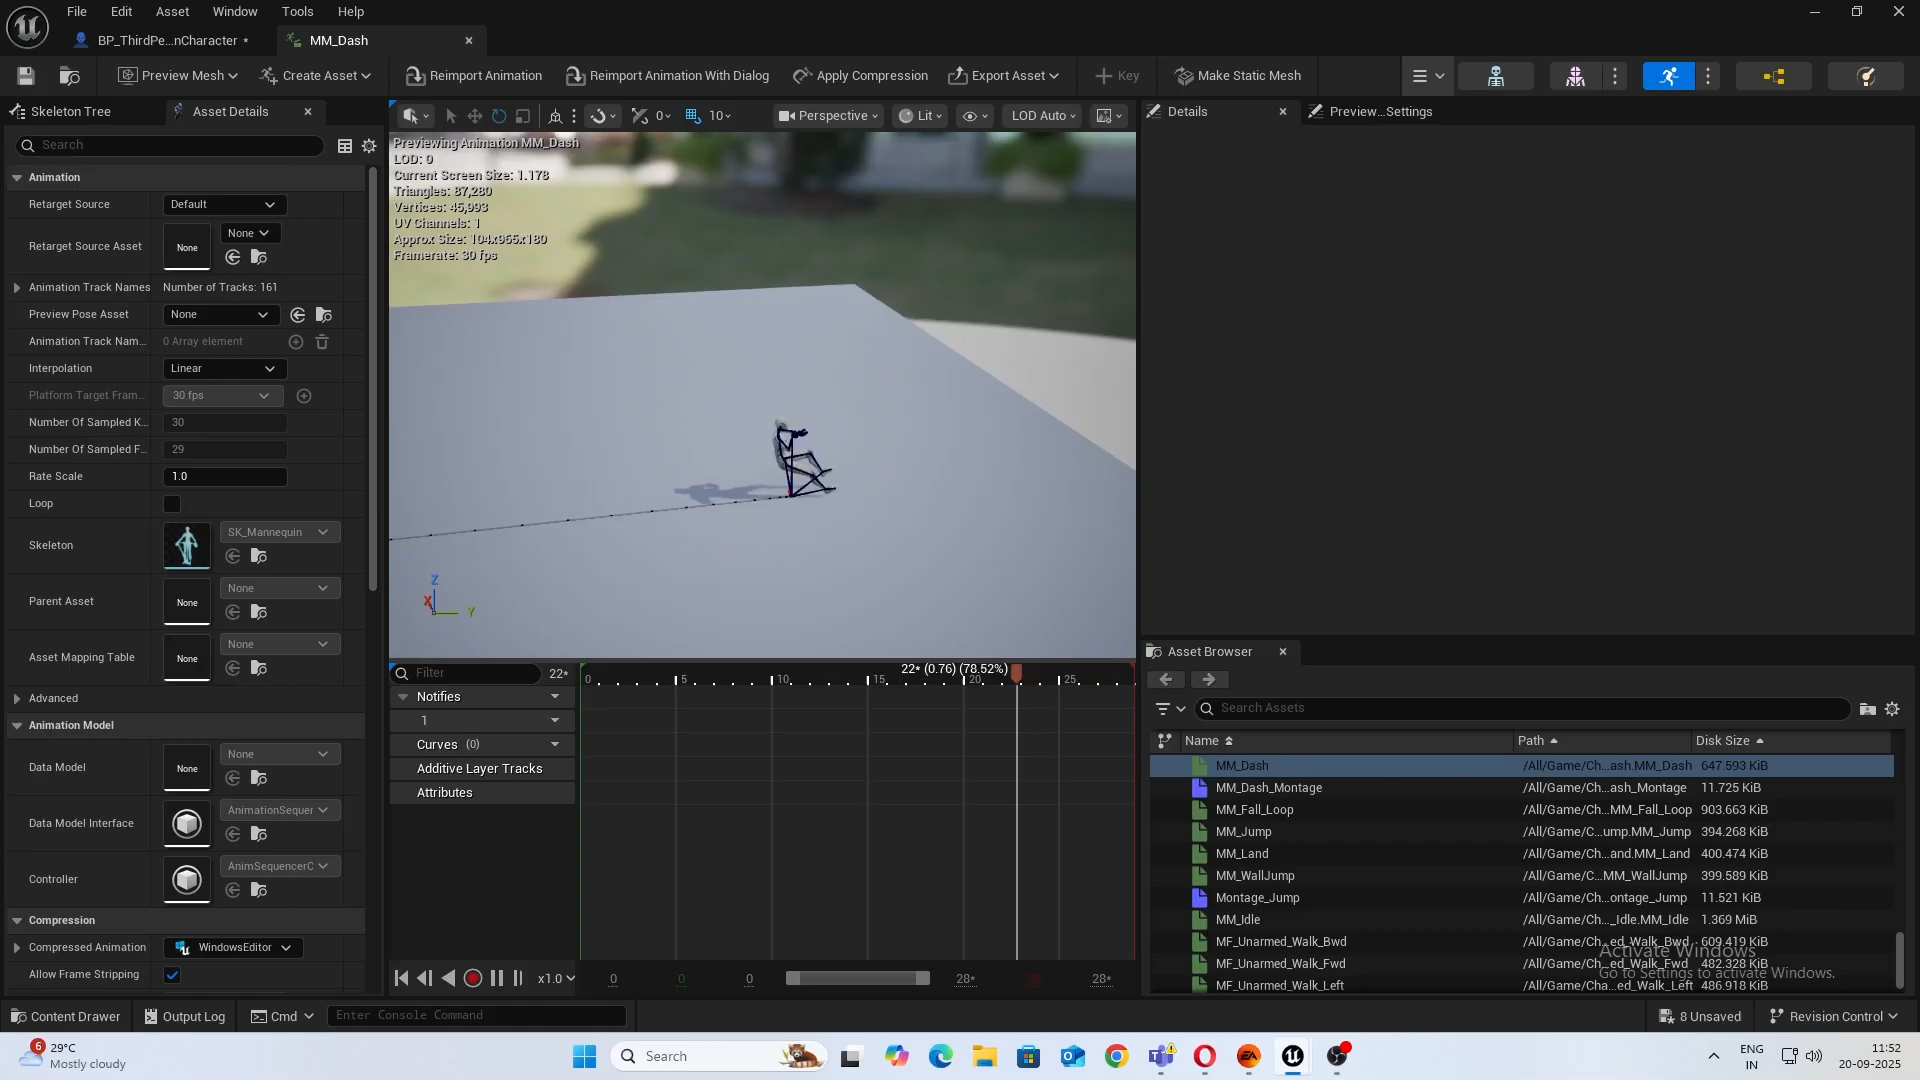 File Edit Asset Window Tools Help
BP_ThirdPe...nCharacter *
MM_Dash
Preview Mesh
Create Asset
Reimport Animation
Reimport Animation With Dialog
Apply Compression
Export Asset
Key
Make Static Mesh
Skeleton Tree
Asset Details
Search
Animation
Retarget Source
Default
Retarget Source Asset
None
None
Animation Track Names
Number of Tracks: 161
Preview Pose Asset
None
Animation Track Nam...
0 Array element
Interpolation
Linear
Platform Target Fram...
30 fps
Number Of Sampled K...
30
Number Of Sampled F...
29
Rate Scale
1.0
Loop
Skeleton
SK_Mannequin
Parent Asset
None
None
Asset Mapping Table
None
None
Advanced
Animation Model
Data Model
None
None
Data Model Interface
AnimationSequer
Controller
AnimSequencerC
Compression
Compressed Animation
WindowsEditor
Allow Frame Stripping
0
10
Perspective
Lit
LOD Auto
Previewing Animation MM_Dash
LOD: 0
Current Screen Size: 1.178
Triangles: 87,280
Vertices: 45,993
UV Channels: 1
Approx Size: 104x965x180
Framerate: 30 fps
Z
X
Y
Filter
22*
22* (0.76) (78.52%)
0 5 10 15 20 25
Notifies
1
Curves (0)
Additive Layer Tracks
Attributes
x1.0
0 0 0 28* 28*
Details
Preview...Settings
Asset Browser
Search Assets
Name Path Disk Size
MM_Dash /All/Game/Ch...ash.MM_Dash 647.593 KiB
MM_Dash_Montage /All/Game/Ch...ash_Montage 11.725 KiB
MM_Fall_Loop /All/Game/Ch...MM_Fall_Loop 903.663 KiB
MM_Jump /All/Game/C...ump.MM_Jump 394.268 KiB
MM_Land /All/Game/Ch...and.MM_Land 400.474 KiB
MM_WallJump /All/Game/C...MM_WallJump 399.589 KiB
Montage_Jump /All/Game/Ch...ontage_Jump 11.521 KiB
MM_Idle /All/Game/Ch..._Idle.MM_Idle 1.369 MiB
MF_Unarmed_Walk_Bwd /All/Game/Ch...ed_Walk_Bwd 609.419 KiB
MF_Unarmed_Walk_Fwd /All/Game/Ch...ed_Walk_Fwd 482.328 KiB
MF_Unarmed_Walk_Left /All/Game/Cha...ed_Walk_Left 486.918 KiB
Activate Windows
Go to Settings to activate Windows.
Content Drawer
Output Log
Cmd
Enter Console Command
8 Unsaved
Revision Control
6
29°C
Mostly cloudy
Search
ENG
IN
11:52
20-09-2025